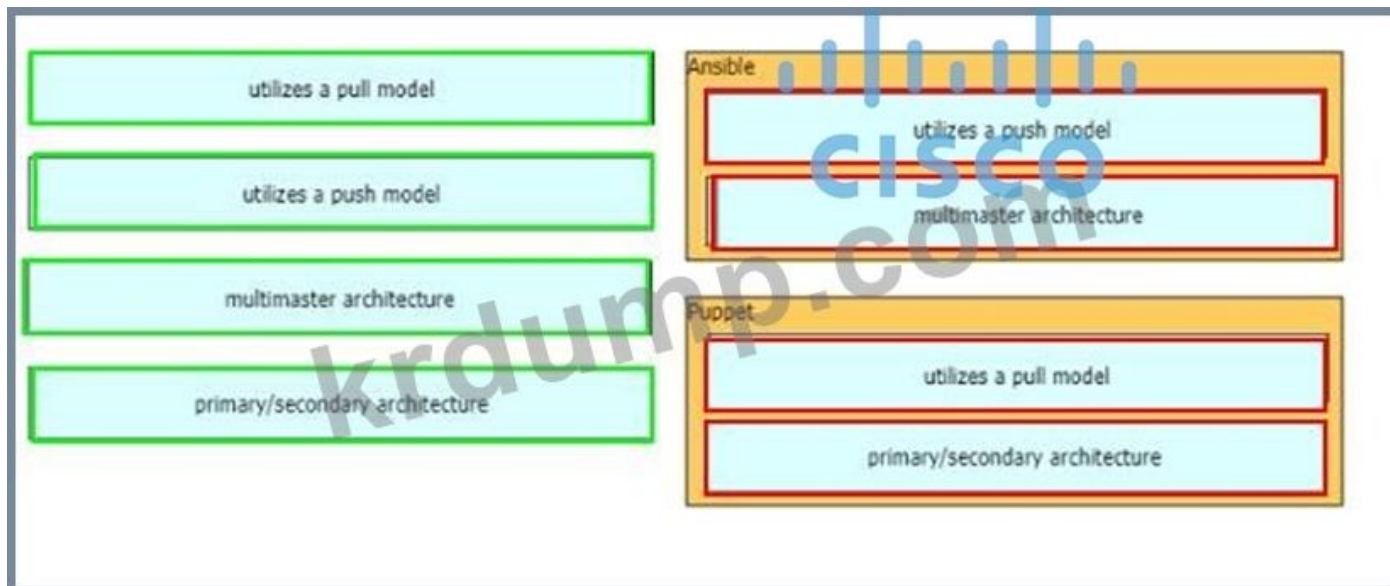 utilizes a pull model
utilizes a push model
multimaster architecture
primary/secondary architecture
Ansible
utilizes a push model
multimaster architecture
Puppet
utilizes a pull model
primary/secondary architecture
CISCO
krdump.com